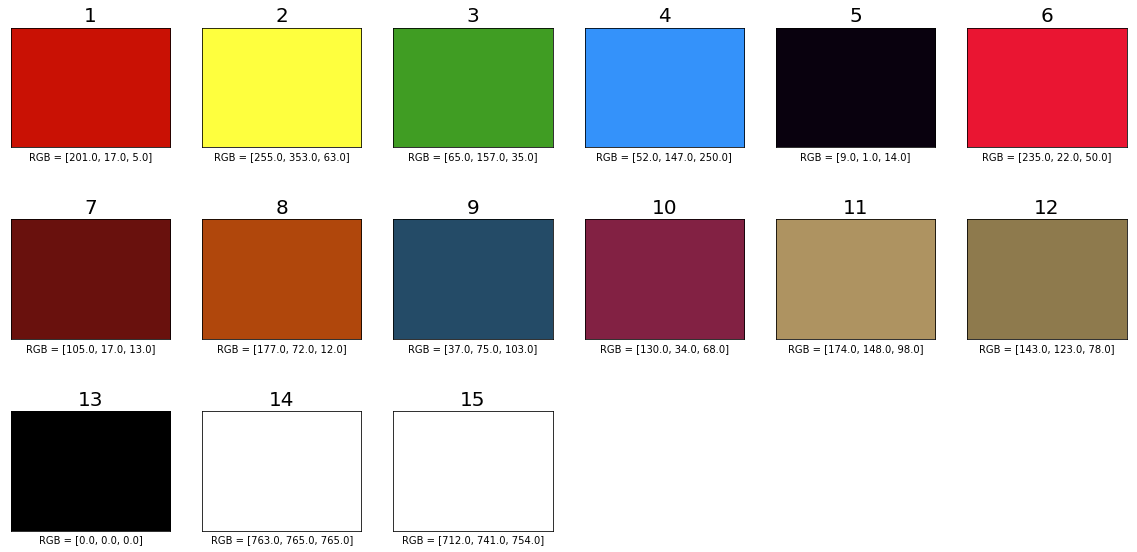 1 2 3 4 5 6
RGB = [201.0, 17.0, 5.0] RGB = [255.0, 353.0, 63.0] RGB = [65.0, 157.0, 35.0] RGB = [52.0, 147.0, 250.0] RGB = [9.0, 1.0, 14.0] RGB = [235.0, 22.0, 50.0]
7 8 9 10 11 12
RGB = [105.0, 17.0, 13.0] RGB = [177.0, 72.0, 12.0] RGB = [37.0, 75.0, 103.0] RGB = [130.0, 34.0, 68.0] RGB = [174.0, 148.0, 98.0] RGB = [143.0, 123.0, 78.0]
13 14 15
RGB = [0.0, 0.0, 0.0] RGB = [763.0, 765.0, 765.0] RGB = [712.0, 741.0, 754.0]